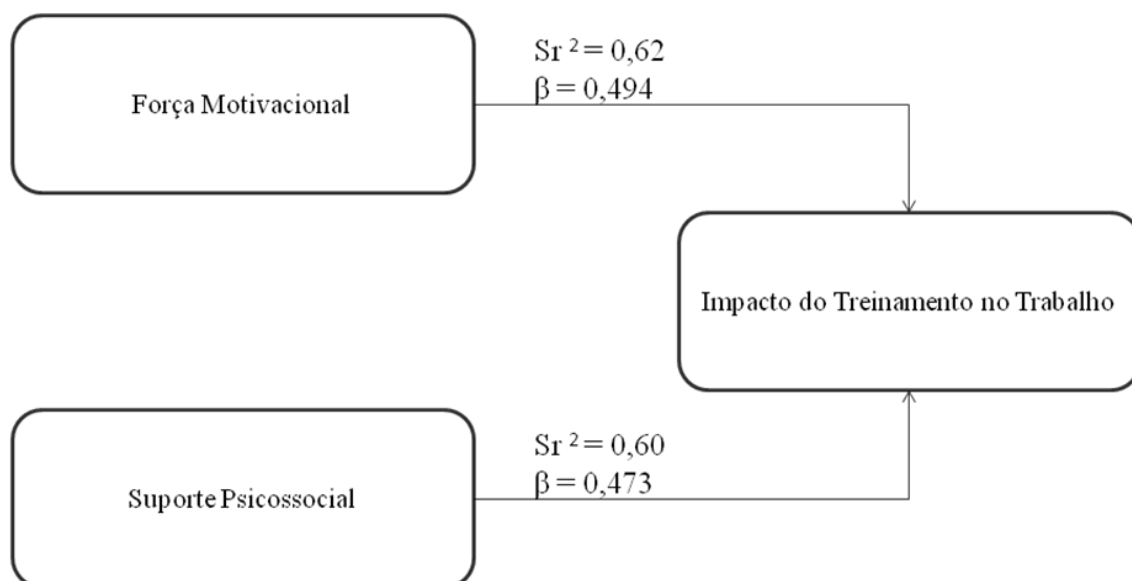 Sr ² = 0,62
β = 0,494
Força Motivacional
Impacto do Treinamento no Trabalho
Sr ² = 0,60
β = 0,473
Suporte Psicossocial